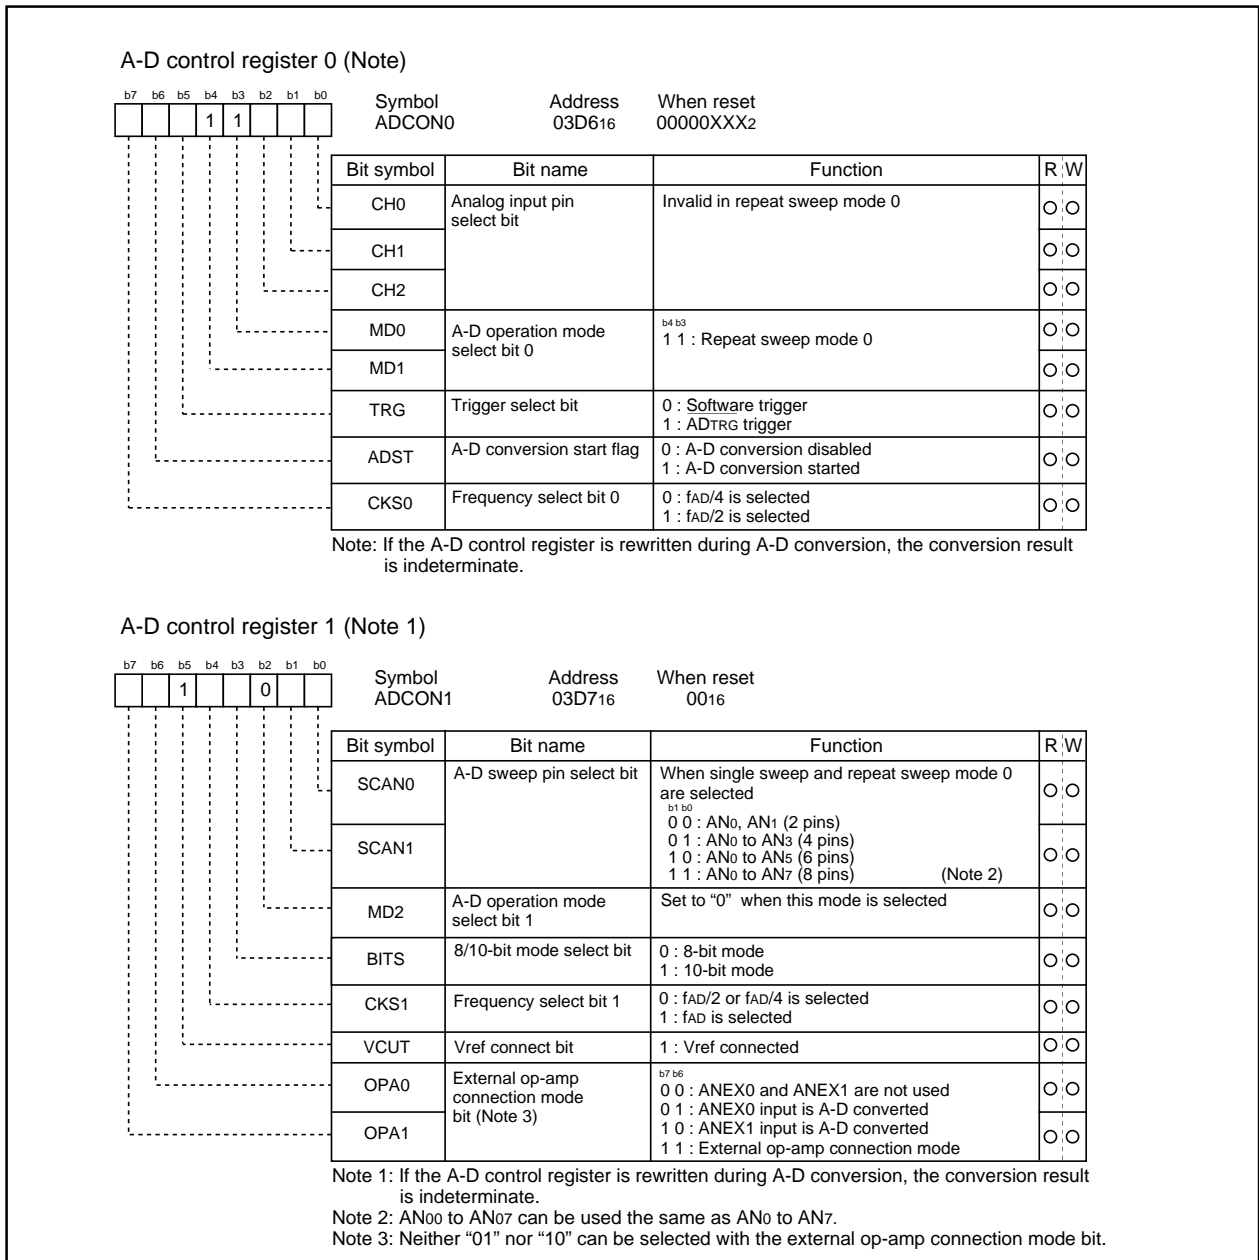 A-D control register 0 (Note)
b7 b6 b5 b4 b3 b2 b1 b0
1 1
Symbol Address When reset
ADCON0 03D616 00000XXX2
Bit symbol Bit name Function R W
CH0 Analog input pin select bit Invalid in repeat sweep mode 0
CH1
CH2
MD0 A-D operation mode select bit 0
b4 b3
1 1 : Repeat sweep mode 0
MD1
TRG Trigger select bit 0 : Software trigger
1 : ADTRG trigger
ADST A-D conversion start flag 0 : A-D conversion disabled
1 : A-D conversion started
CKS0 Frequency select bit 0 0 : fAD/4 is selected
1 : fAD/2 is selected
Note: If the A-D control register is rewritten during A-D conversion, the conversion result
is indeterminate.
A-D control register 1 (Note 1)
b7 b6 b5 b4 b3 b2 b1 b0
1 0
Symbol Address When reset
ADCON1 03D716 0016
Bit symbol Bit name Function R W
SCAN0 A-D sweep pin select bit When single sweep and repeat sweep mode 0
are selected
b1 b0
0 0 : AN0, AN1 (2 pins)
SCAN1 0 1 : AN0 to AN3 (4 pins)
1 0 : AN0 to AN5 (6 pins)
1 1 : AN0 to AN7 (8 pins) (Note 2)
MD2 A-D operation mode select bit 1 Set to “0” when this mode is selected
BITS 8/10-bit mode select bit 0 : 8-bit mode
1 : 10-bit mode
CKS1 Frequency select bit 1 0 : fAD/2 or fAD/4 is selected
1 : fAD is selected
VCUT Vref connect bit 1 : Vref connected
OPA0 External op-amp connection mode bit (Note 3)
b7 b6
0 0 : ANEX0 and ANEX1 are not used
0 1 : ANEX0 input is A-D converted
OPA1 1 0 : ANEX1 input is A-D converted
1 1 : External op-amp connection mode
Note 1: If the A-D control register is rewritten during A-D conversion, the conversion result
is indeterminate.
Note 2: AN00 to AN07 can be used the same as AN0 to AN7.
Note 3: Neither “01” nor “10” can be selected with the external op-amp connection mode bit.